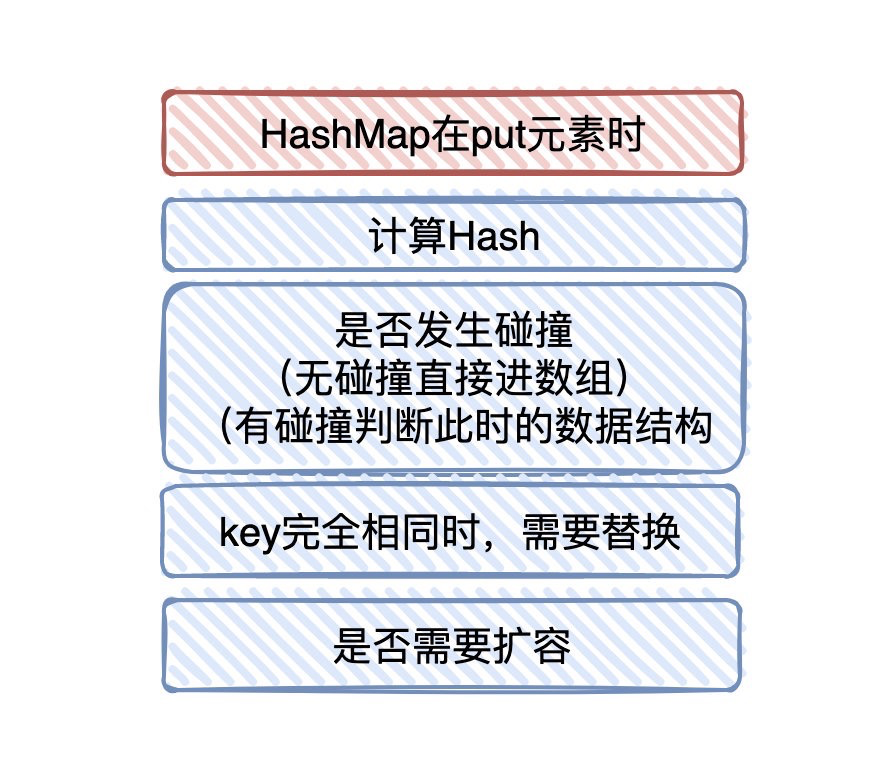 HashMap在put元素时
计算Hash
是否发生碰撞
（无碰撞直接进数组）
（有碰撞判断此时的数据结构
key完全相同时，需要替换
是否需要扩容